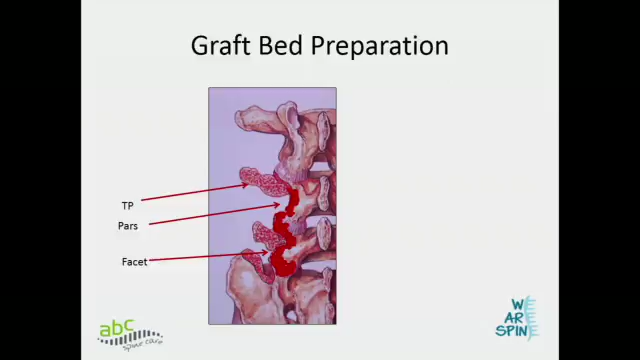 Graft Bed Preparation
TP
Pars
Facet
abc
spine care
WE
ARE
SPINE